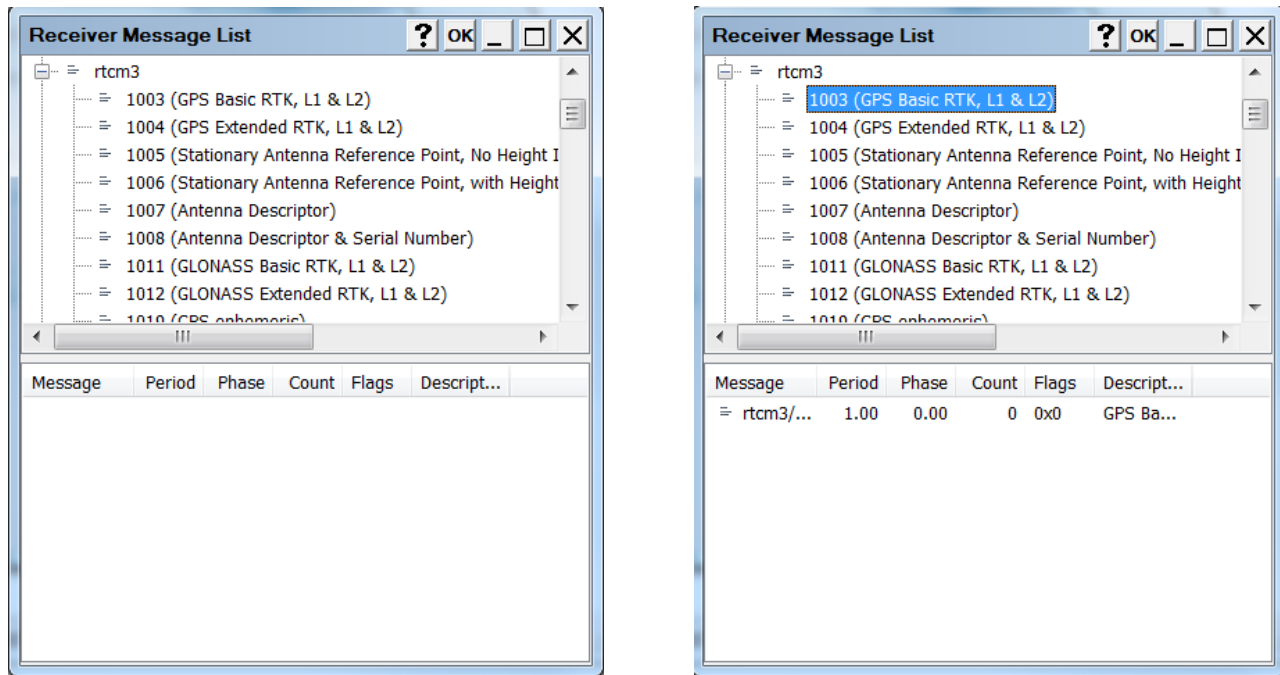 Receiver Message List ? OK
rtcm3
1003 (GPS Basic RTK, L1 & L2)
1004 (GPS Extended RTK, L1 & L2)
1005 (Stationary Antenna Reference Point, No Height I
1006 (Stationary Antenna Reference Point, with Height
1007 (Antenna Descriptor)
1008 (Antenna Descriptor & Serial Number)
1011 (GLONASS Basic RTK, L1 & L2)
1012 (GLONASS Extended RTK, L1 & L2)
1019 (GPS ephemeris)
Message Period Phase Count Flags Descript...
Receiver Message List ? OK
rtcm3
1003 (GPS Basic RTK, L1 & L2)
1004 (GPS Extended RTK, L1 & L2)
1005 (Stationary Antenna Reference Point, No Height I
1006 (Stationary Antenna Reference Point, with Height
1007 (Antenna Descriptor)
1008 (Antenna Descriptor & Serial Number)
1011 (GLONASS Basic RTK, L1 & L2)
1012 (GLONASS Extended RTK, L1 & L2)
1019 (GPS ephemeris)
Message Period Phase Count Flags Descript...
rtcm3/... 1.00 0.00 0 0x0 GPS Ba...